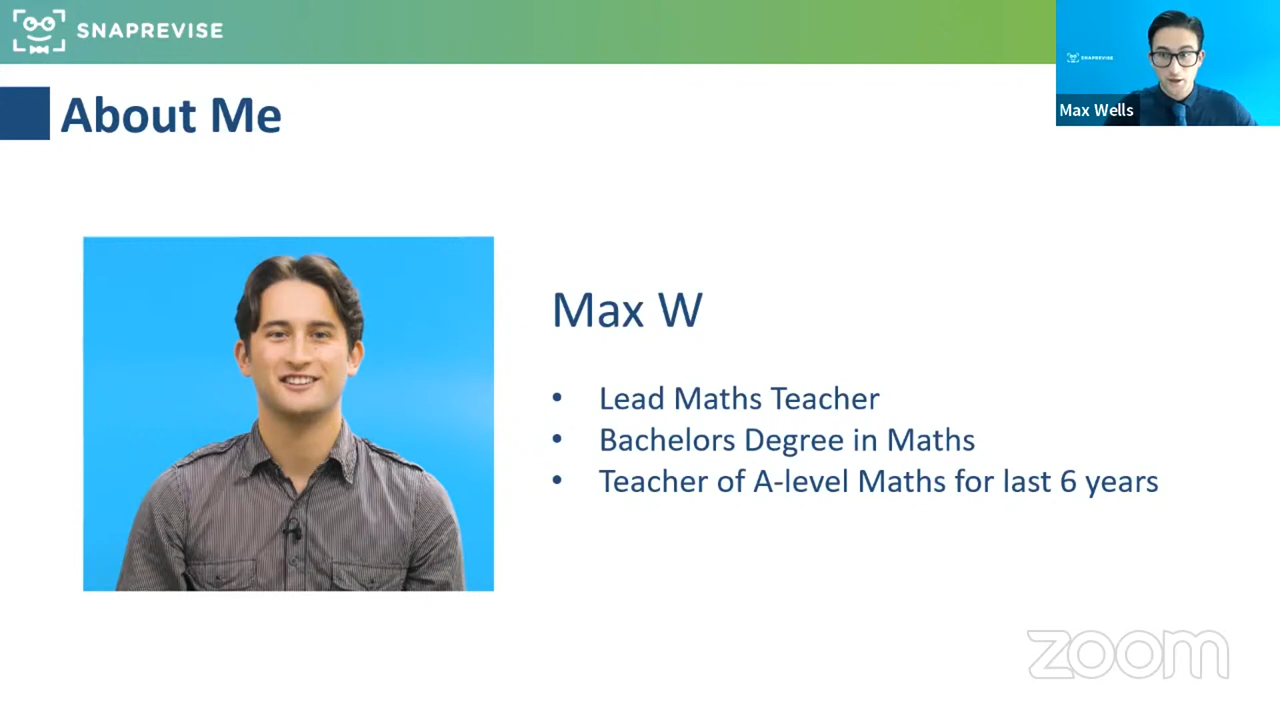 SNAPREVISE
About Me
SNAPREVISE
Max Wells
Max W
• Lead Maths Teacher
• Bachelors Degree in Maths
• Teacher of A-level Maths for last 6 years
zoom